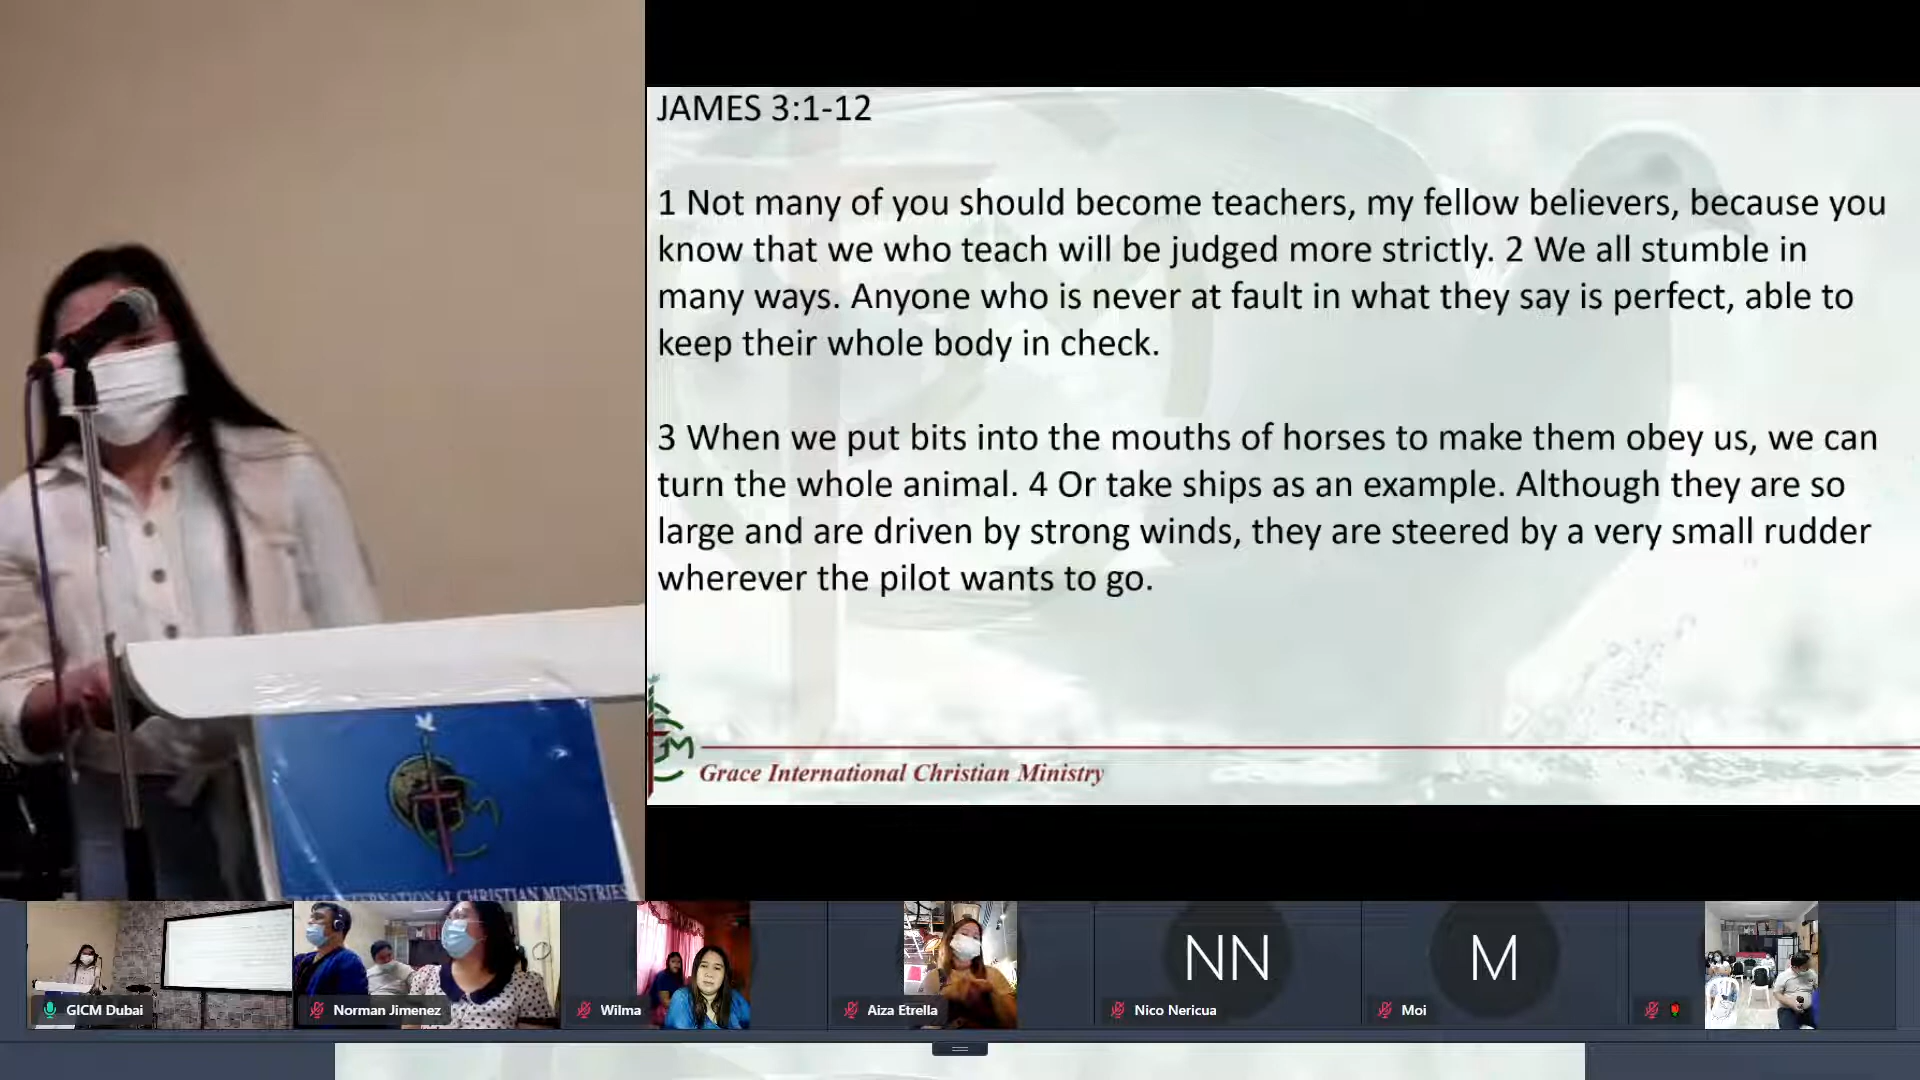 JAMES 3:1-12
1 Not many of you should become teachers, my fellow believers, because you
know that we who teach will be judged more strictly. 2 We all stumble in
many ways. Anyone who is never at fault in what they say is perfect, able to
keep their whole body in check.
3 When we put bits into the mouths of horses to make them obey us, we can
turn the whole animal. 4 Or take ships as an example. Although they are so
large and are driven by strong winds, they are steered by a very small rudder
wherever the pilot wants to go.
Grace International Christian Ministry
INTERNATIONAL CHRISTIAN MINISTRIES
GICM Dubai
Norman Jimenez
Wilma
Aiza Etrella
NN
Nico Nericua
M
Moi